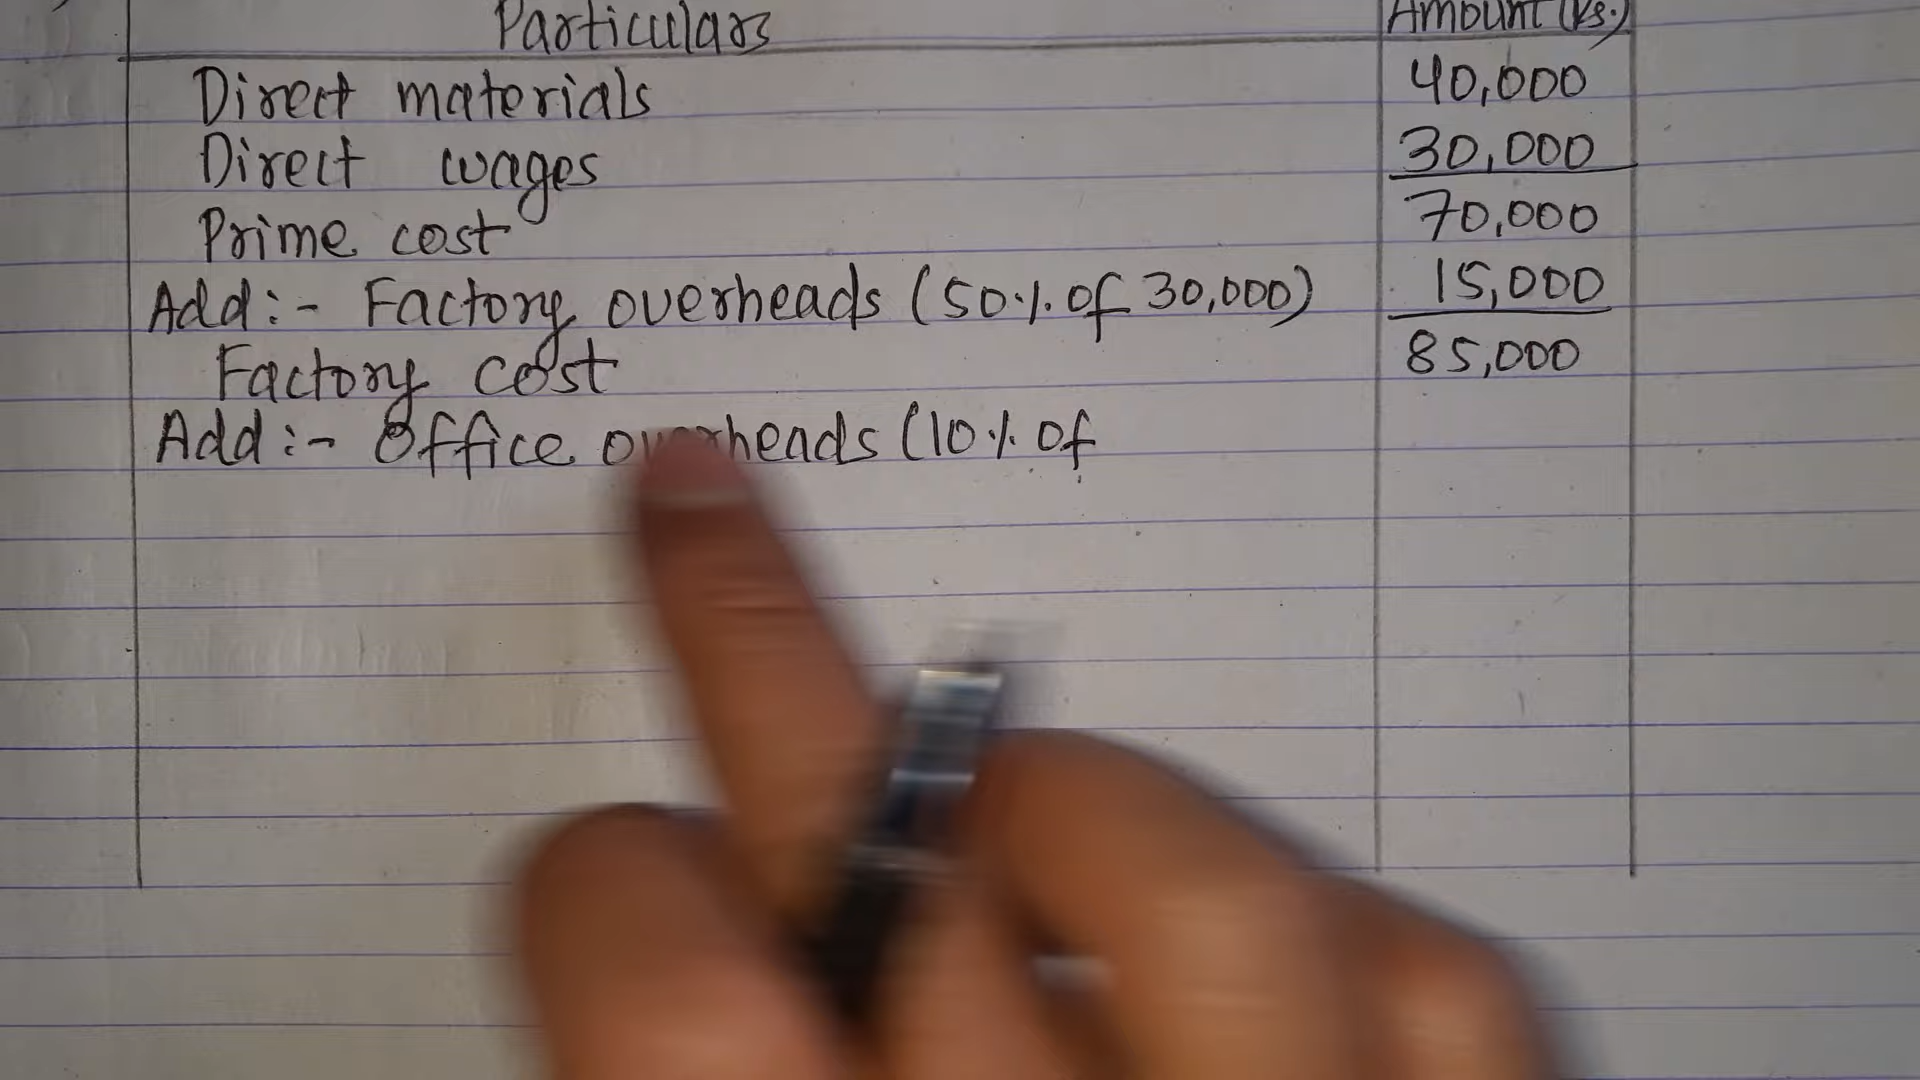 Particulars Amount (Rs.)
Direct materials 40,000
Direct wages 30,000
Prime cost 70,000
Add:- Factory overheads (50% of 30,000) 15,000
Factory cost 85,000
Add:- Office overheads (10% of